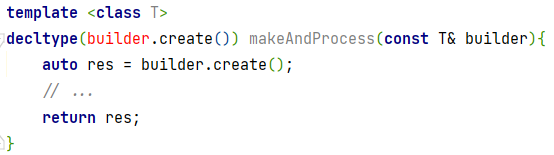 template <class T>
decltype(builder.create()) makeAndProcess(const T& builder){
    auto res = builder.create();
    // ...
    return res;
}